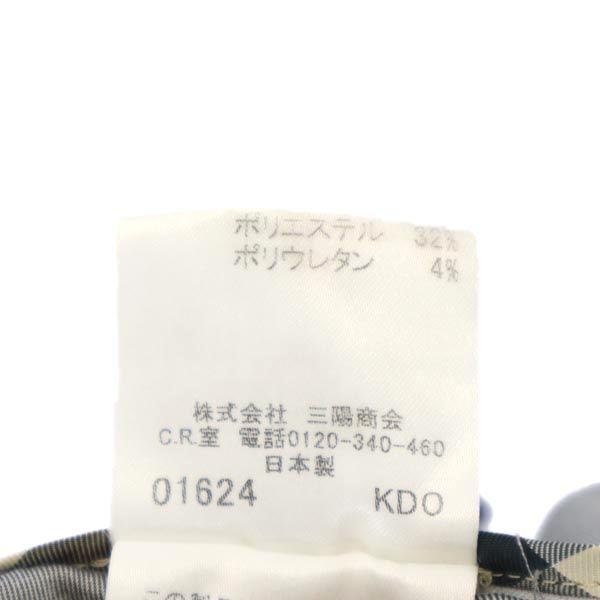 ポリエステル 32%
ポリウレタン 4%
株式会社 三陽商会
C.R.室 電話0120-340-460
日本製
01624 KDO